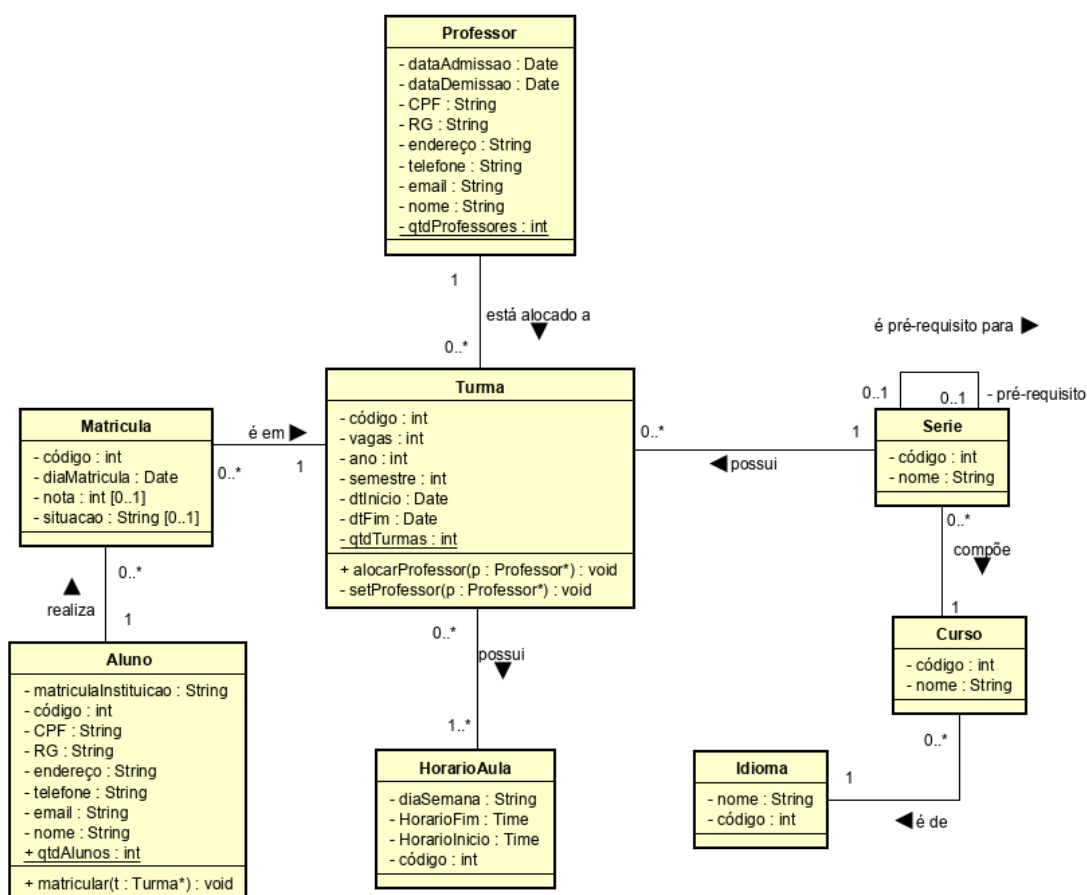 Professor
- dataAdmissao : Date
- dataDemissao : Date
- CPF : String
- RG : String
- endereço : String
- telefone : String
- email : String
- nome : String
- qtdProfessores : int
1
está alocado a
0..*
é pré-requisito para
0..1
0..1
- pré-requisito
Matricula
- código : int
- diaMatricula : Date
- nota : int [0..1]
- situacao : String [0..1]
é em
0..*
1
Turma
- código : int
- vagas : int
- ano : int
- semestre : int
- dtInicio : Date
- dtFim : Date
- qtdTurmas : int
+ alocarProfessor(p : Professor*) : void
- setProfessor(p : Professor*) : void
0..*
1
possui
Serie
- código : int
- nome : String
0..*
compõe
1
0..*
realiza
1
0..*
possui
1..*
Curso
- código : int
- nome : String
0..*
1
é de
Aluno
- matriculaInstituicao : String
- código : int
- CPF : String
- RG : String
- endereço : String
- telefone : String
- email : String
- nome : String
+ qtdAlunos : int
+ matricular(t : Turma*) : void
HorarioAula
- diaSemana : String
- HorarioFim : Time
- HorarioInicio : Time
- código : int
Idioma
- nome : String
- código : int